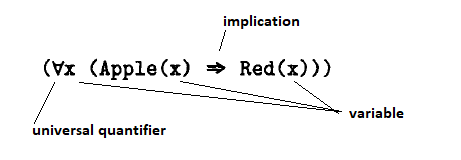 implication
(∀x (Apple(x) ⇒ Red(x)))
variable
universal quantifier